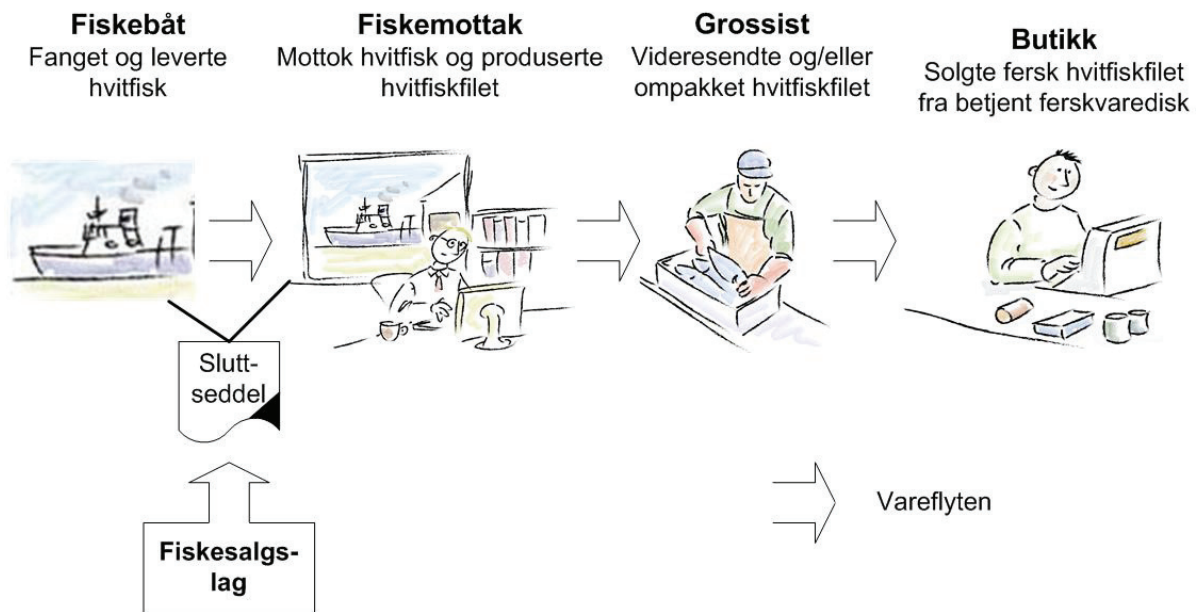 Fiskebåt
Fanget og leverte
hvitfisk
Fiskemottak
Mottok hvitfisk og produserte
hvitfiskfilet
Grossist
Videresendte og/eller
ompakket hvitfiskfilet
Butikk
Solgte fersk hvitfiskfilet
fra betjent ferskvaredisk
Slutt-
seddel
Fiskesalgs-
lag
Vareflyten